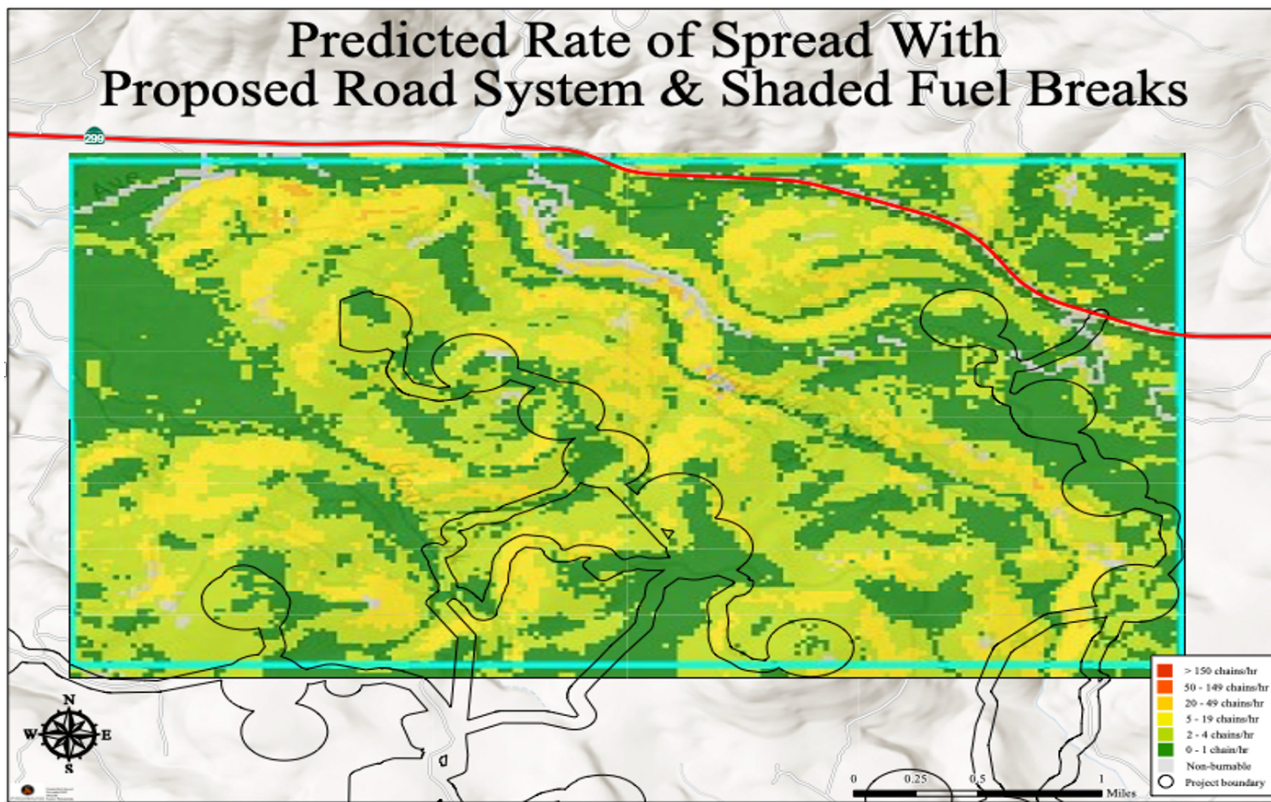 Predicted Rate of Spread With
Proposed Road System & Shaded Fuel Breaks
299
Ave
N
W E
S
> 150 chains/hr
50 - 149 chains/hr
20 - 49 chains/hr
5 - 19 chains/hr
2 - 4 chains/hr
0 - 1 chain/hr
Non-burnable
Project boundary
0 0.25 0.5 1
Miles